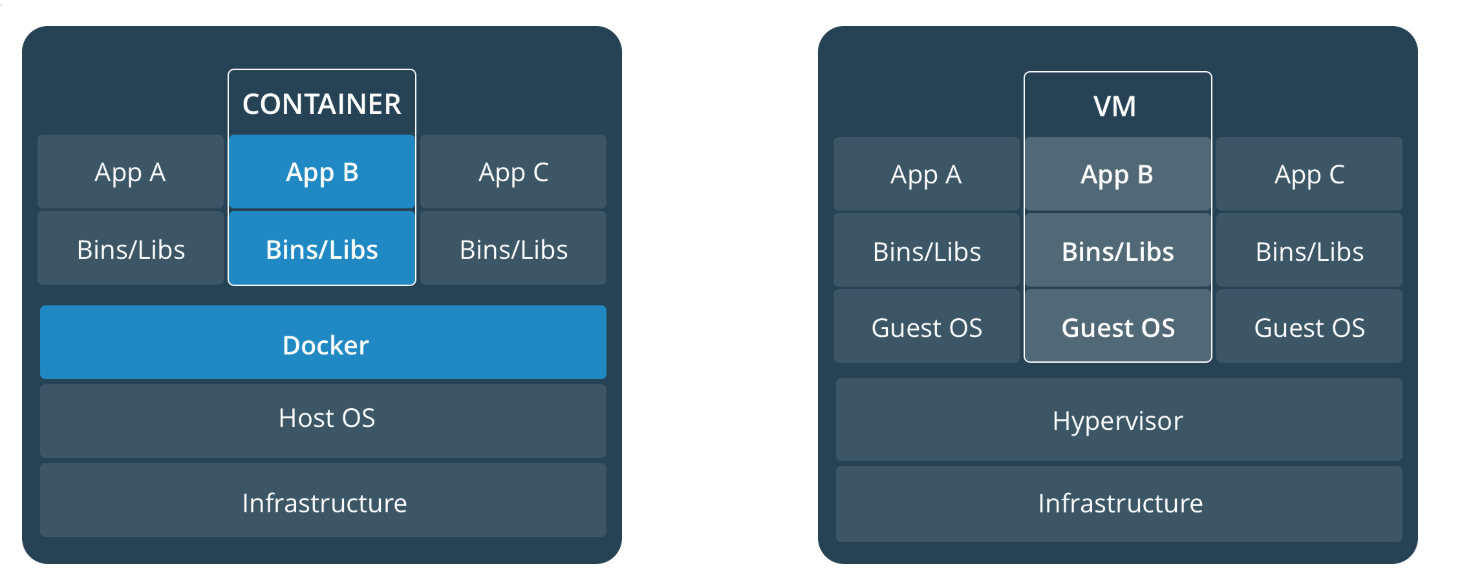 CONTAINER
App A
App B
App C
Bins/Libs
Bins/Libs
Bins/Libs
Docker
Host OS
Infrastructure
VM
App A
App B
App C
Bins/Libs
Bins/Libs
Bins/Libs
Guest OS
Guest OS
Guest OS
Hypervisor
Infrastructure